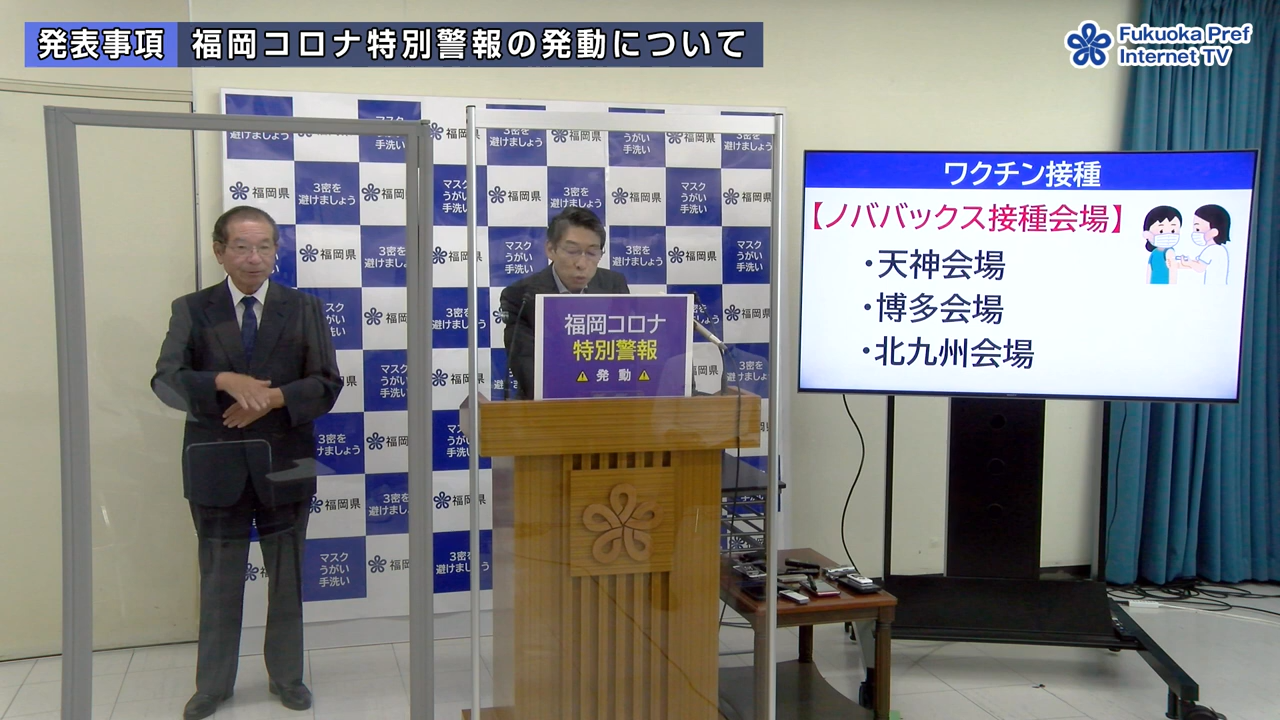 発表事項 福岡コロナ特別警報の発動について
Fukuoka Pref
Internet TV
ワクチン接種
【ノババックス接種会場】
・天神会場
・博多会場
・北九州会場
福岡コロナ
特別警報
発動
マスク
うがい
手洗い
3密を
避けましょう
福岡県